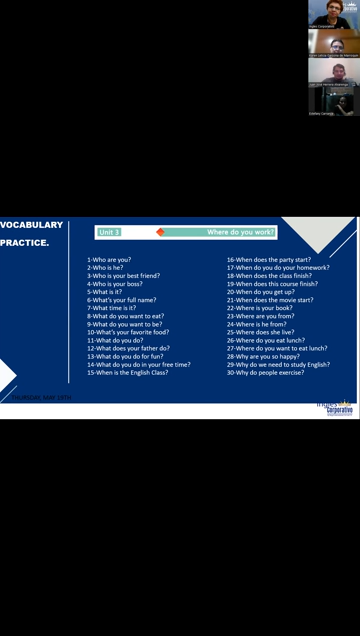 VOCABULARY
PRACTICE.
Unit 3
Where do you work?
1-Who are you?
2-Who is he?
3-Who is your best friend?
4-Who is your boss?
5-What is it?
6-What's your full name?
7-What time is it?
8-What do you want to eat?
9-What do you want to be?
10-What's your favorite food?
11-What do you do?
12-What does your father do?
13-What do you do for fun?
14-What do you do in your free time?
15-When is the English Class?
16-When does the party start?
17-When do you do your homework?
18-When does the class finish?
19-When does this course finish?
20-When do you get up?
21-When does the movie start?
22-Where is your book?
23-Where are you from?
24-Where is he from?
25-Where does she live?
26-Where do you eat lunch?
27-Where do you want to eat lunch?
28-Why are you so happy?
29-Why do we need to study English?
30-Why do people exercise?
THURSDAY, MAY 25TH
Inglés
Corporativo